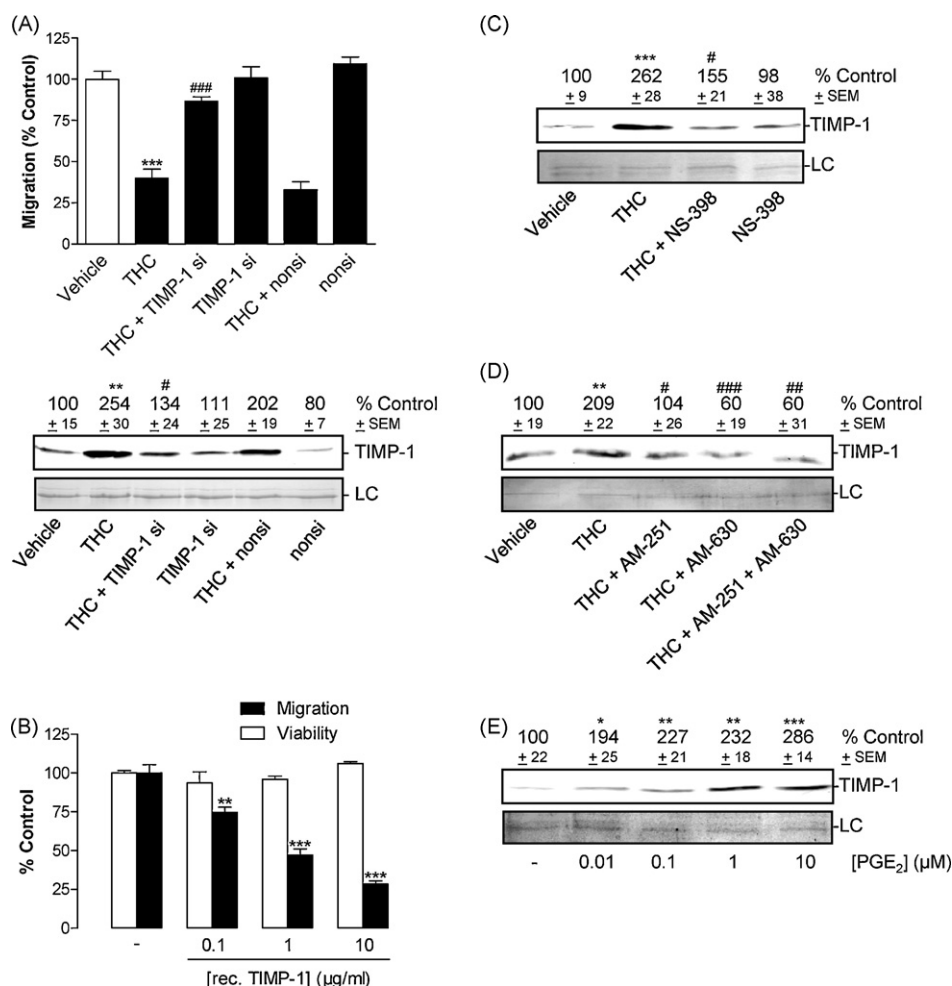 (A)
Migration (% Control)
125
100
75
50
25
0
***
###
Vehicle
THC
THC + TIMP-1 si
TIMP-1 si
THC + nonsi
nonsi
** #
100 254 134 111 202 80 % Control
± 15 ± 30 ± 24 ± 25 ± 19 ± 7 ± SEM
TIMP-1
LC
Vehicle
THC
THC + TIMP-1 si
TIMP-1 si
THC + nonsi
nonsi
(B)
Migration
Viability
% Control
125
100
75
50
25
0
**
***
***
- 0.1 1 10
[rec. TIMP-1] (µg/ml)
(C)
*** #
100 262 155 98 % Control
± 9 ± 28 ± 21 ± 38 ± SEM
TIMP-1
LC
Vehicle
THC
THC + NS-398
NS-398
(D)
** # ### ##
100 209 104 60 60 % Control
± 19 ± 22 ± 26 ± 19 ± 31 ± SEM
TIMP-1
LC
Vehicle
THC
THC + AM-251
THC + AM-630
THC + AM-251 + AM-630
(E)
* ** ** ***
100 194 227 232 286 % Control
± 22 ± 25 ± 21 ± 18 ± 14 ± SEM
TIMP-1
LC
- 0.01 0.1 1 10 [PGE₂] (µM)